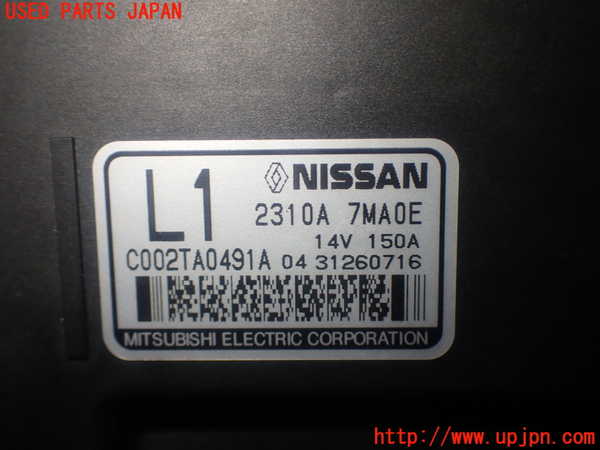 USED PARTS JAPAN
L1
NISSAN
2310A 7MA0E
14V 150A
C002TA0491A 04 31260716
MITSUBISHI ELECTRIC CORPORATION
http://www.upjpn.com/